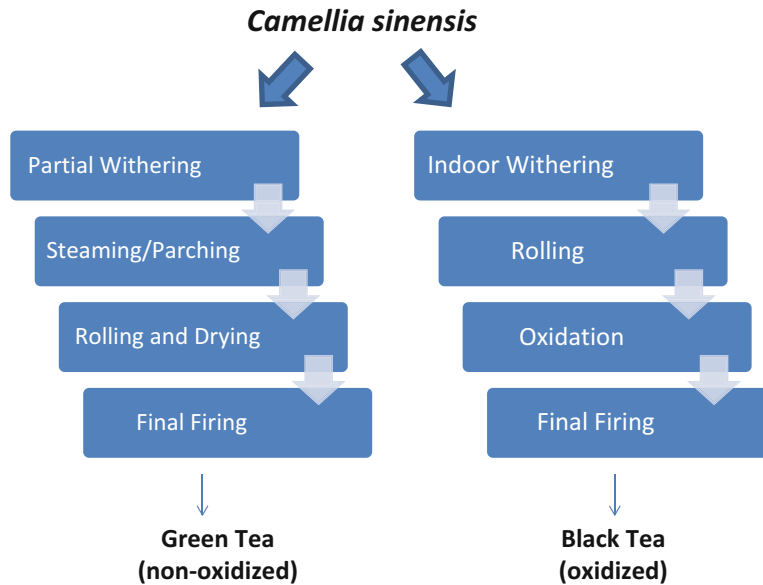 Camellia sinensis
Partial Withering
Steaming/Parching
Rolling and Drying
Final Firing
Green Tea
(non-oxidized)
Indoor Withering
Rolling
Oxidation
Final Firing
Black Tea
(oxidized)